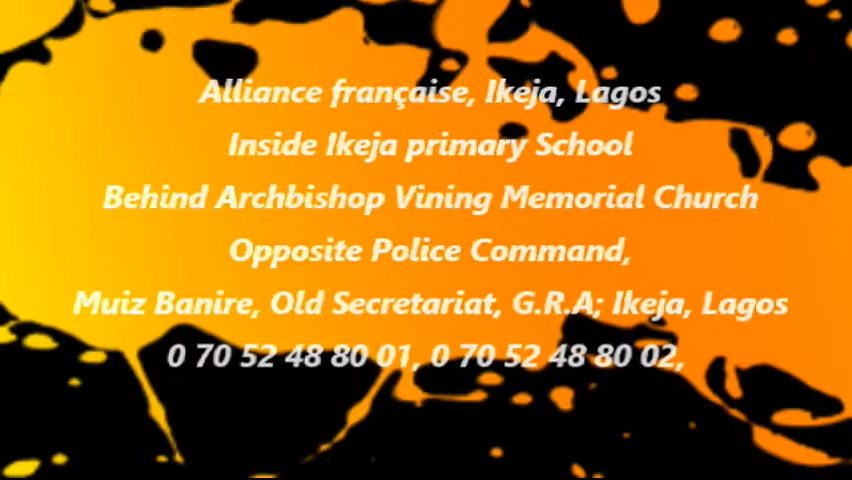 Alliance française, Ikeja, Lagos
Inside Ikeja primary School
Behind Archbishop Vining Memorial Church
Opposite Police Command,
Muiz Banire, Old Secretariat, G.R.A; Ikeja, Lagos
0 70 52 48 80 01, 0 70 52 48 80 02,